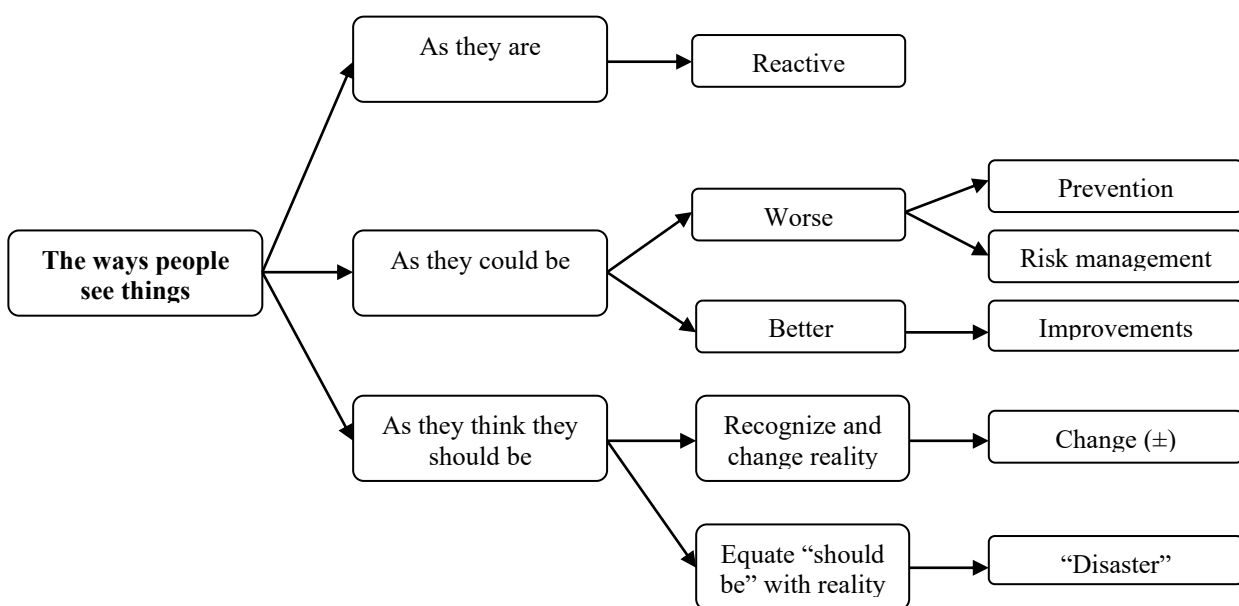 The ways people
see things
As they are
Reactive
As they could be
Worse
Prevention
Risk management
Better
Improvements
As they think they
should be
Recognize and
change reality
Change (±)
Equate “should
be” with reality
“Disaster”